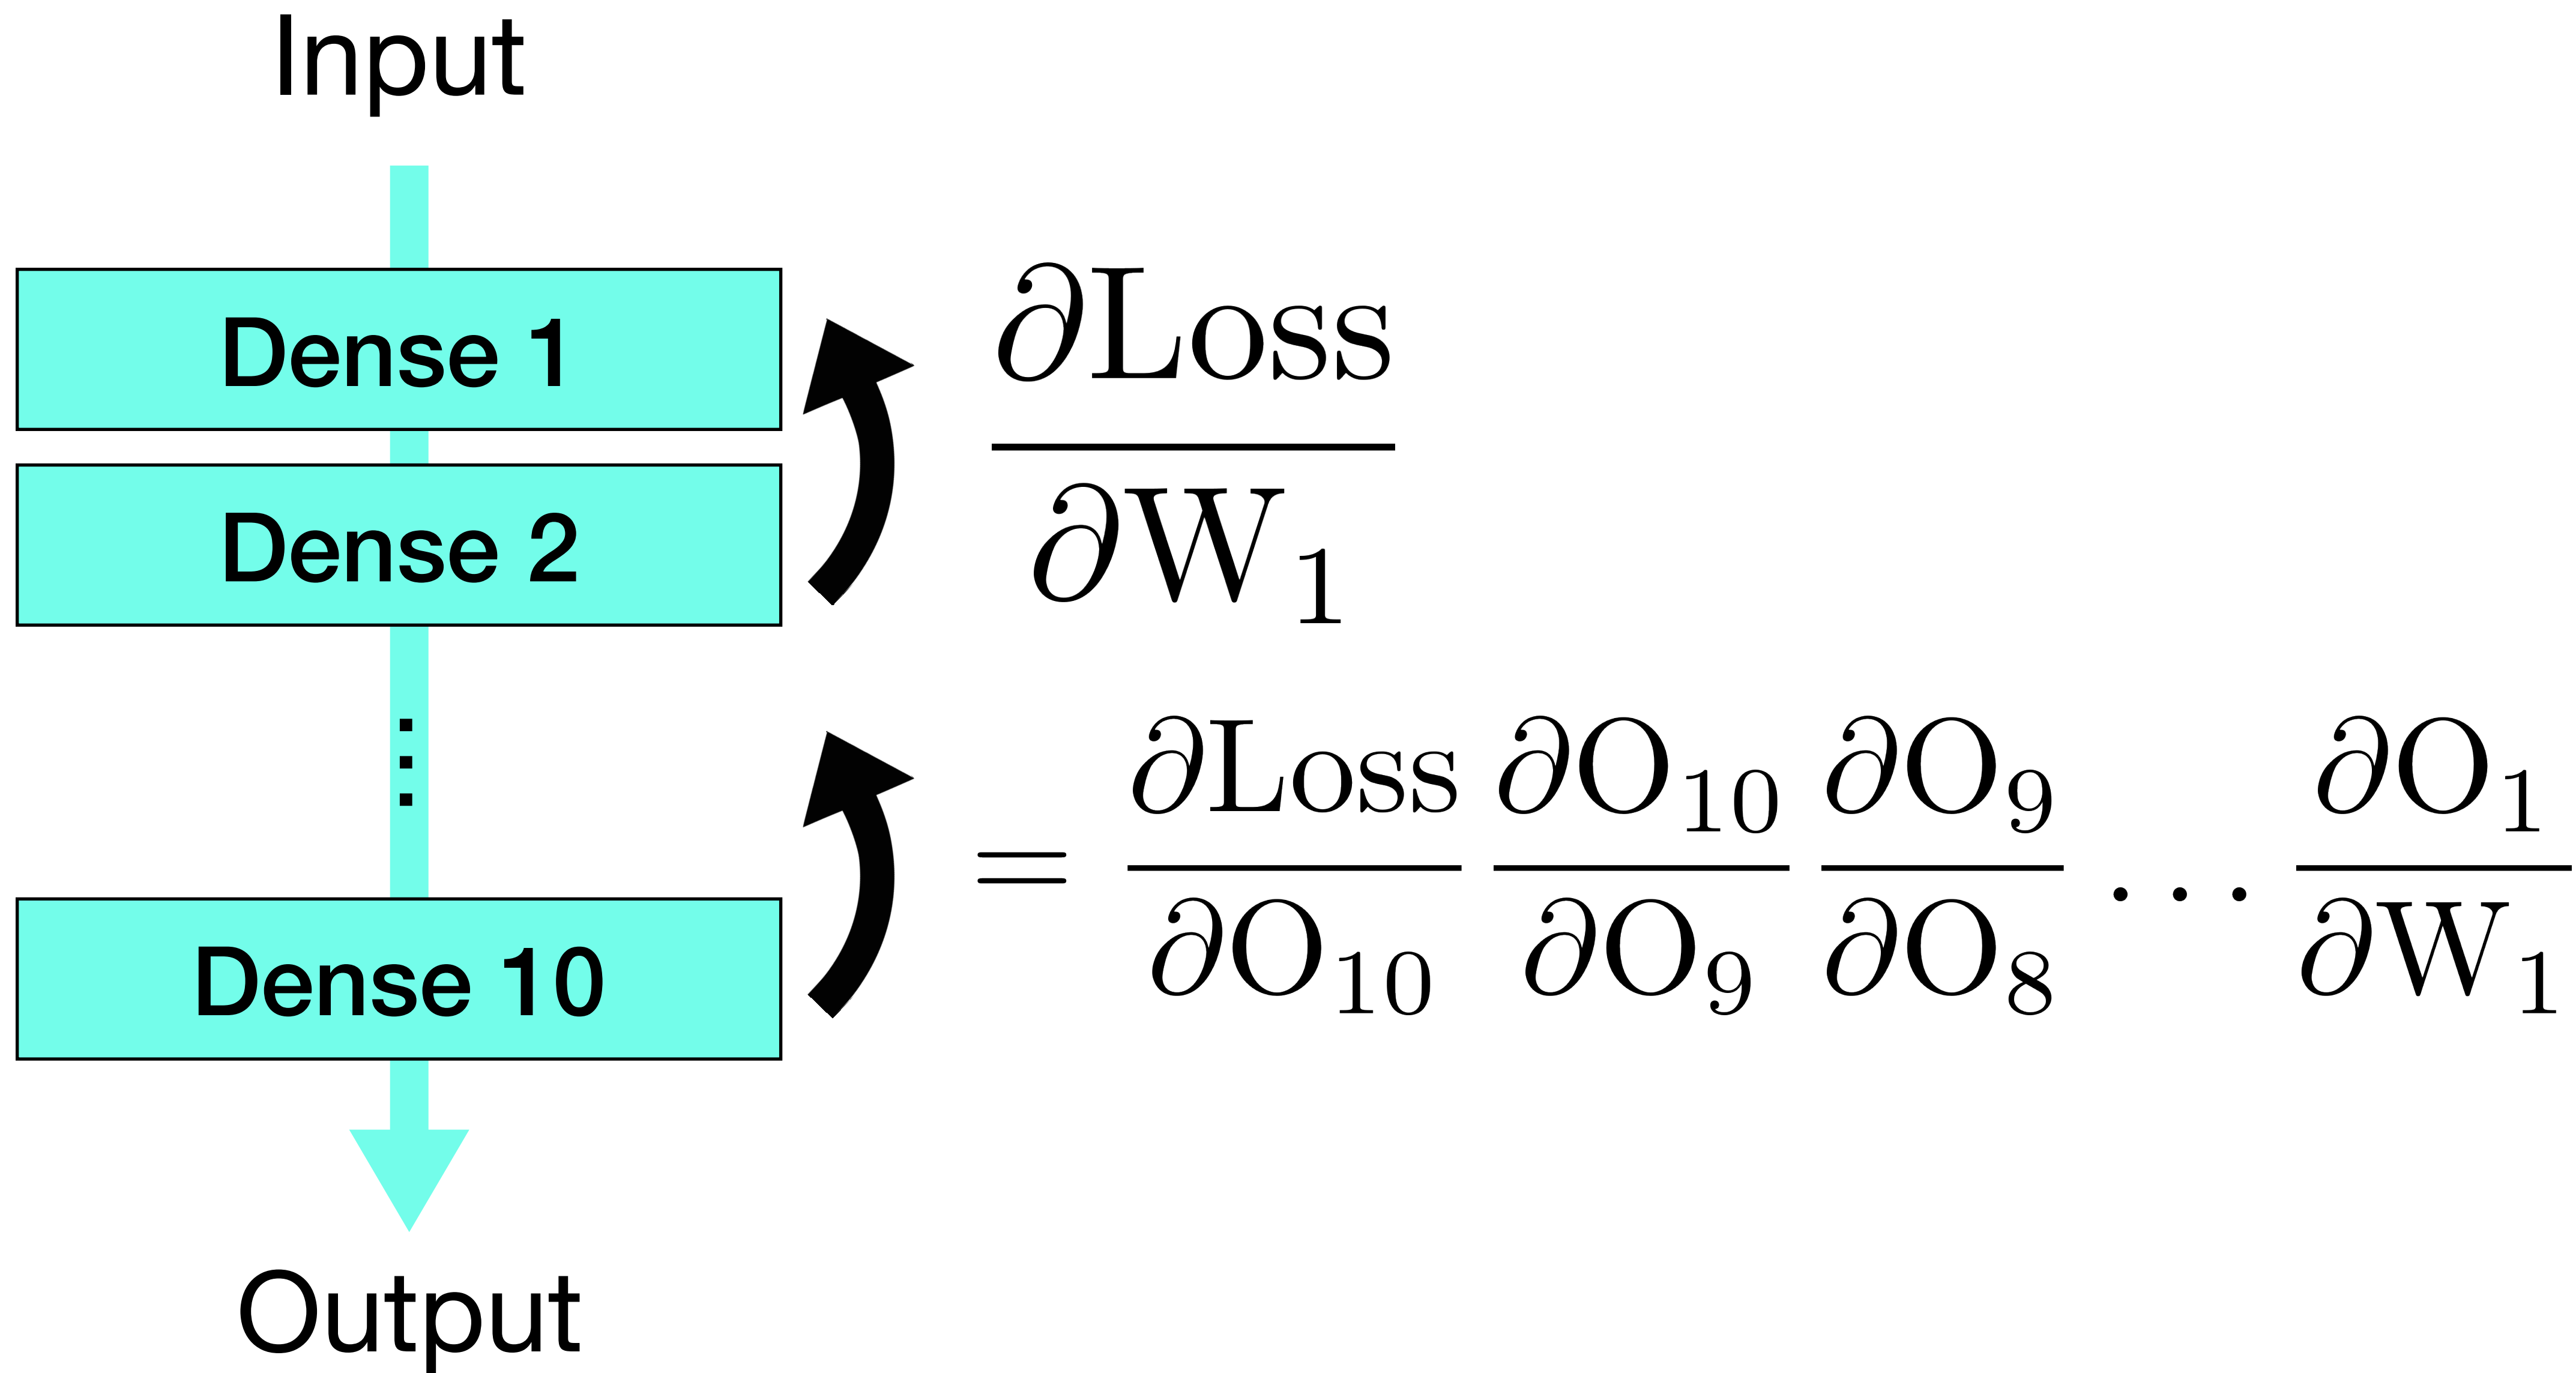 Input
Dense 1
Dense 2
⋮
Dense 10
Output
∂Loss
∂W₁
= ∂Loss/∂O₁₀ ∂O₁₀/∂O₉ ∂O₉/∂O₈ ... ∂O₁/∂W₁